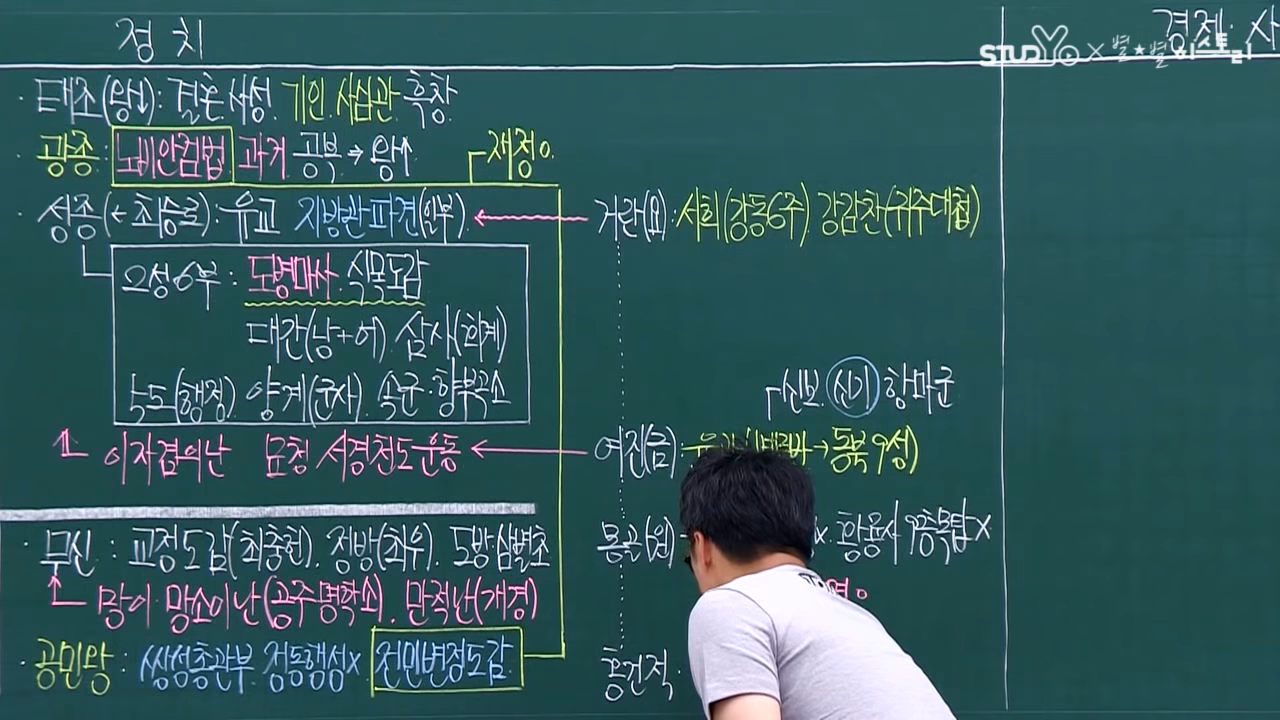 정치
경제·사
STUDYO × 별★별 히스토리
· 태조(왕1): 결혼.사성. 기인.사심관 흑창
· 광종: 노비안검법 과거 공복 → 왕↑
재정o.
· 성종(← 최승로): 유교 지방관파견(12부).
거란(요): 서희(강동6주) 강감찬(귀주대첩)
2성6부: 도병마사 식목도감
대간(낭+어) 삼사(회계)
5도(행정) 양계(군사) 속군·향부곡소
신보. 신기 항마군
이자겸의난 묘청 서경천도운동
여진(금): → 동북9성)
· 무신: 교정도감(최충헌). 정방(최우). 도방.삼별초
몽골(원) × 황룡사 9층목탑×
망이·망소이난(공주명학소). 만적난(개경)
· 공민왕: 쌍성총관부 정동행성× 전민변정도감.
홍건적·